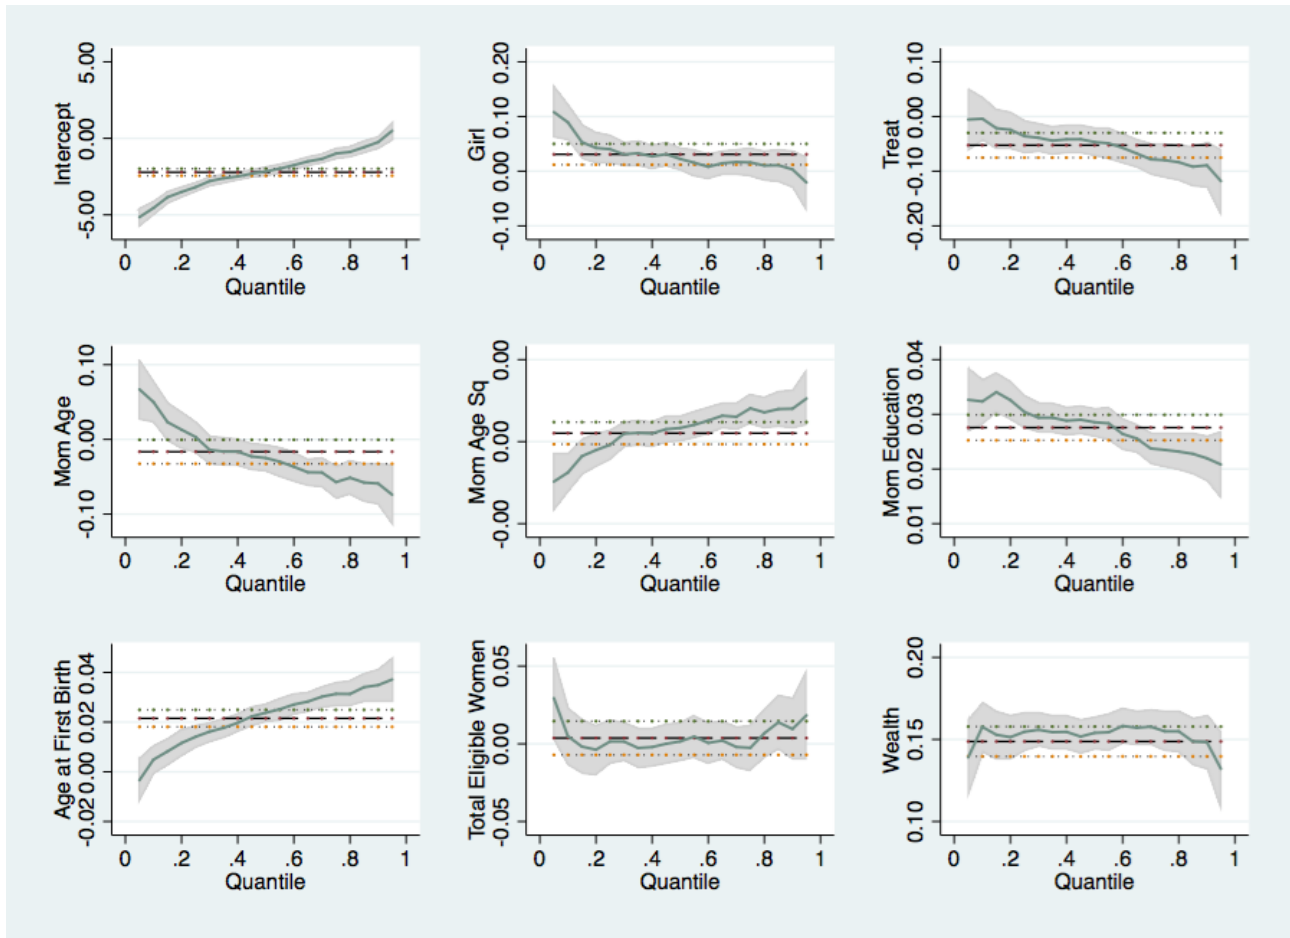 Intercept
5.00
0.00
-5.00
0 .2 .4 .6 .8 1
Quantile
Girl
0.20
0.10
0.00
-0.10
0 .2 .4 .6 .8 1
Quantile
Treat
0.10
0.00
-0.10
-0.20
0 .2 .4 .6 .8 1
Quantile
Mom Age
0.10
0.00
-0.10
0 .2 .4 .6 .8 1
Quantile
Mom Age Sq
0.00
0.00
-0.00
0 .2 .4 .6 .8 1
Quantile
Mom Education
0.04
0.03
0.02
0.01
0 .2 .4 .6 .8 1
Quantile
Age at First Birth
0.04
0.02
0.00
-0.02
0 .2 .4 .6 .8 1
Quantile
Total Eligible Women
0.05
0.00
-0.05
0 .2 .4 .6 .8 1
Quantile
Wealth
0.20
0.15
0.10
0 .2 .4 .6 .8 1
Quantile